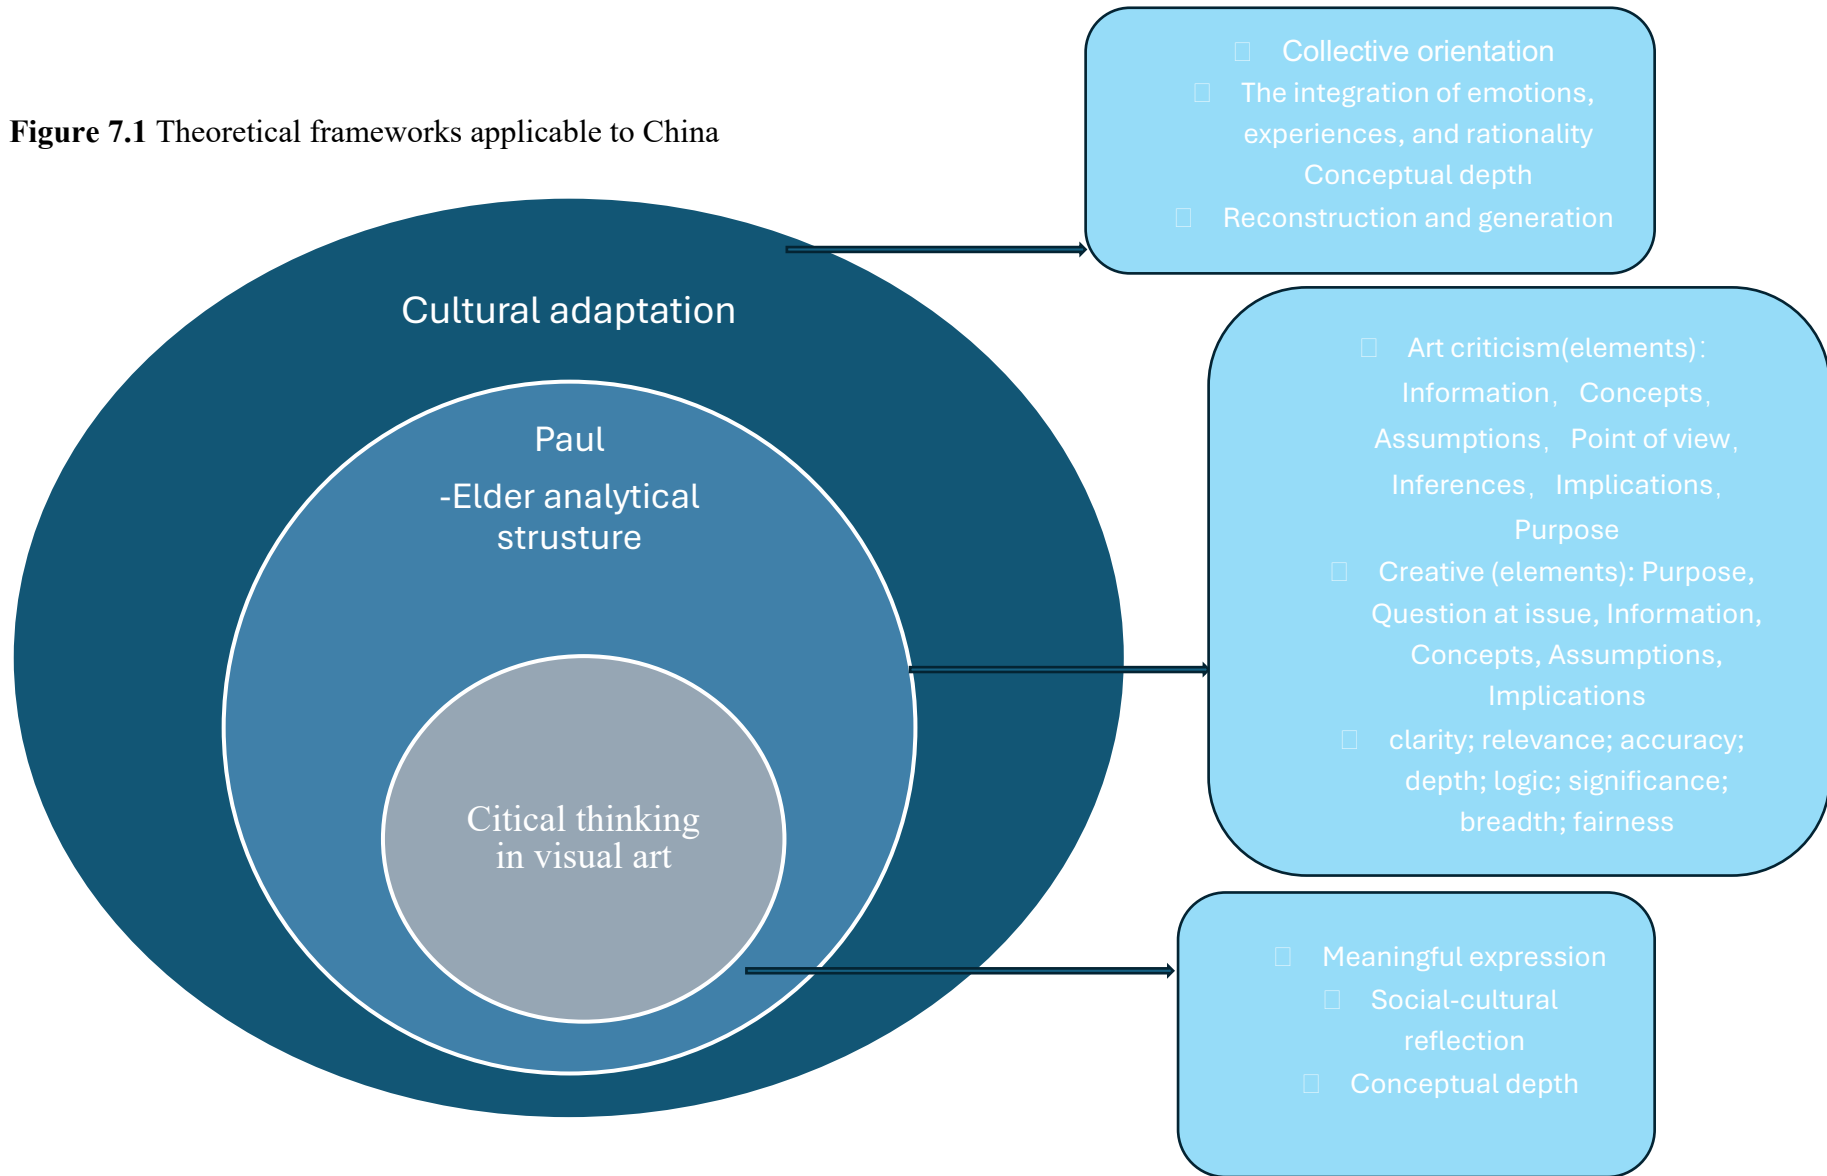 Figure 7.1 Theoretical frameworks applicable to China
Cultural adaptation
Paul
-Elder analytical
strusture
Citical thinking
in visual art
Collective orientation
The integration of emotions,
experiences, and rationality
Conceptual depth
Reconstruction and generation
Art criticism(elements)：
Information， Concepts，
Assumptions， Point of view，
Inferences， Implications，
Purpose
Creative (elements): Purpose,
Question at issue, Information,
Concepts, Assumptions,
Implications
clarity; relevance; accuracy;
depth; logic; significance;
breadth; fairness
Meaningful expression
Social-cultural
reflection
Conceptual depth